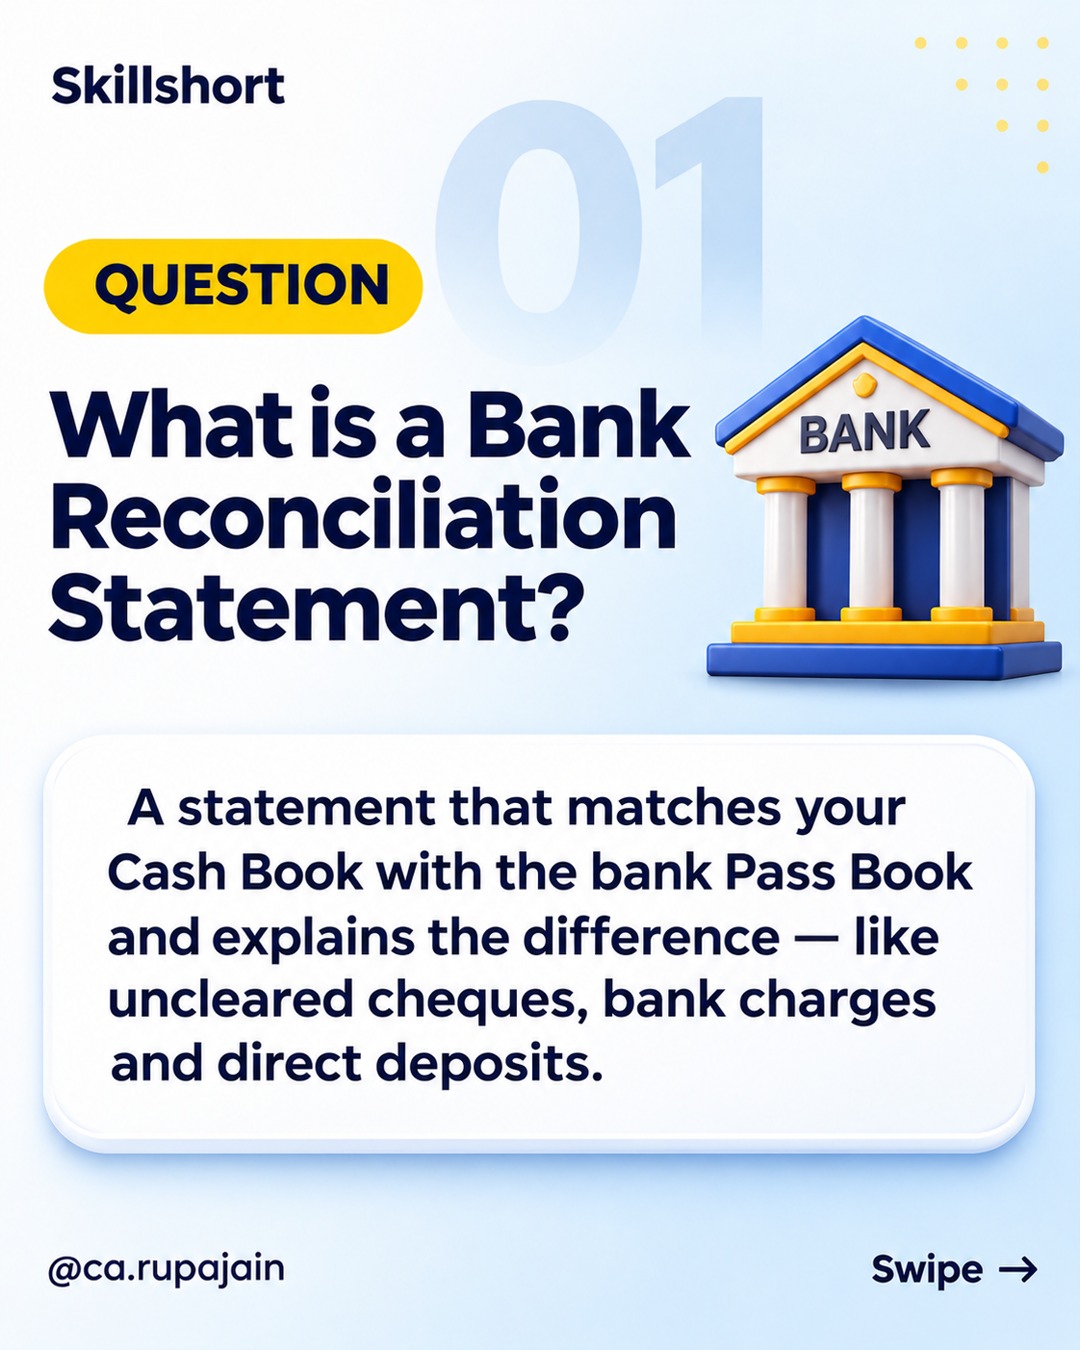 Skillshort
01
QUESTION
What is a Bank
Reconciliation
Statement?
BANK
A statement that matches your
Cash Book with the bank Pass Book
and explains the difference — like
uncleared cheques, bank charges
and direct deposits.
@ca.rupajain
Swipe →